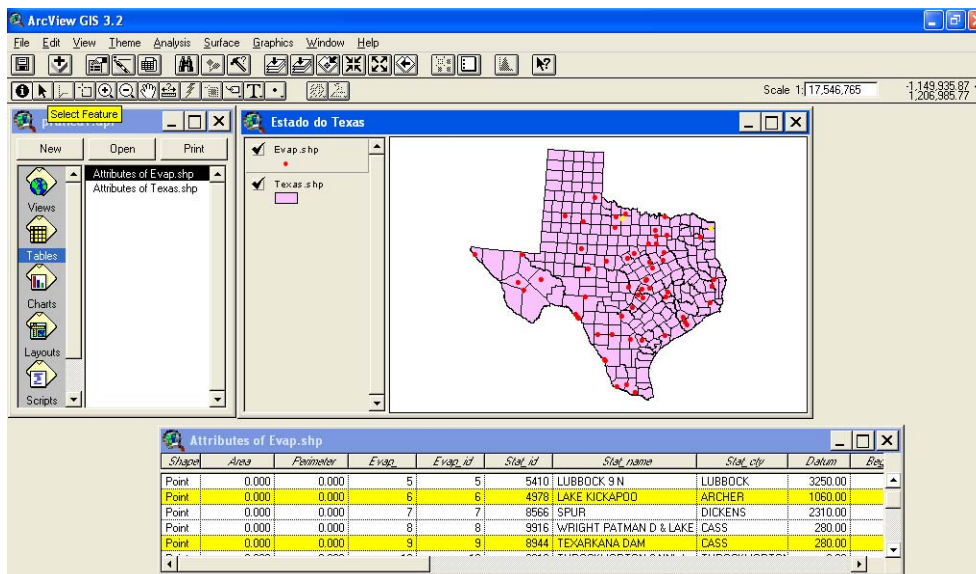 ArcView GIS 3.2
File Edit View Theme Analysis Surface Graphics Window Help
T
Scale 1: 17,546,765
-1,149,935.87
1,206,985.77
Select Feature
New Open Print
Attributes of Evap.shp
Attributes of Texas.shp
Views
Tables
Charts
Layouts
Scripts
Estado do Texas
Evap.shp
Texas.shp
Attributes of Evap.shp
Shape Area Perimeter Evap_ Evap_id Stat_id Stat_name Stat_cty Datum Beg
Point 0.000 0.000 5 5 5410 LUBBOCK 9 N LUBBOCK 3250.00
Point 0.000 0.000 6 6 4978 LAKE KICKAPOO ARCHER 1060.00
Point 0.000 0.000 7 7 8566 SPUR DICKENS 2310.00
Point 0.000 0.000 8 8 9916 WRIGHT PATMAN D & LAKE CASS 280.00
Point 0.000 0.000 9 9 8944 TEXARKANA DAM CASS 280.00